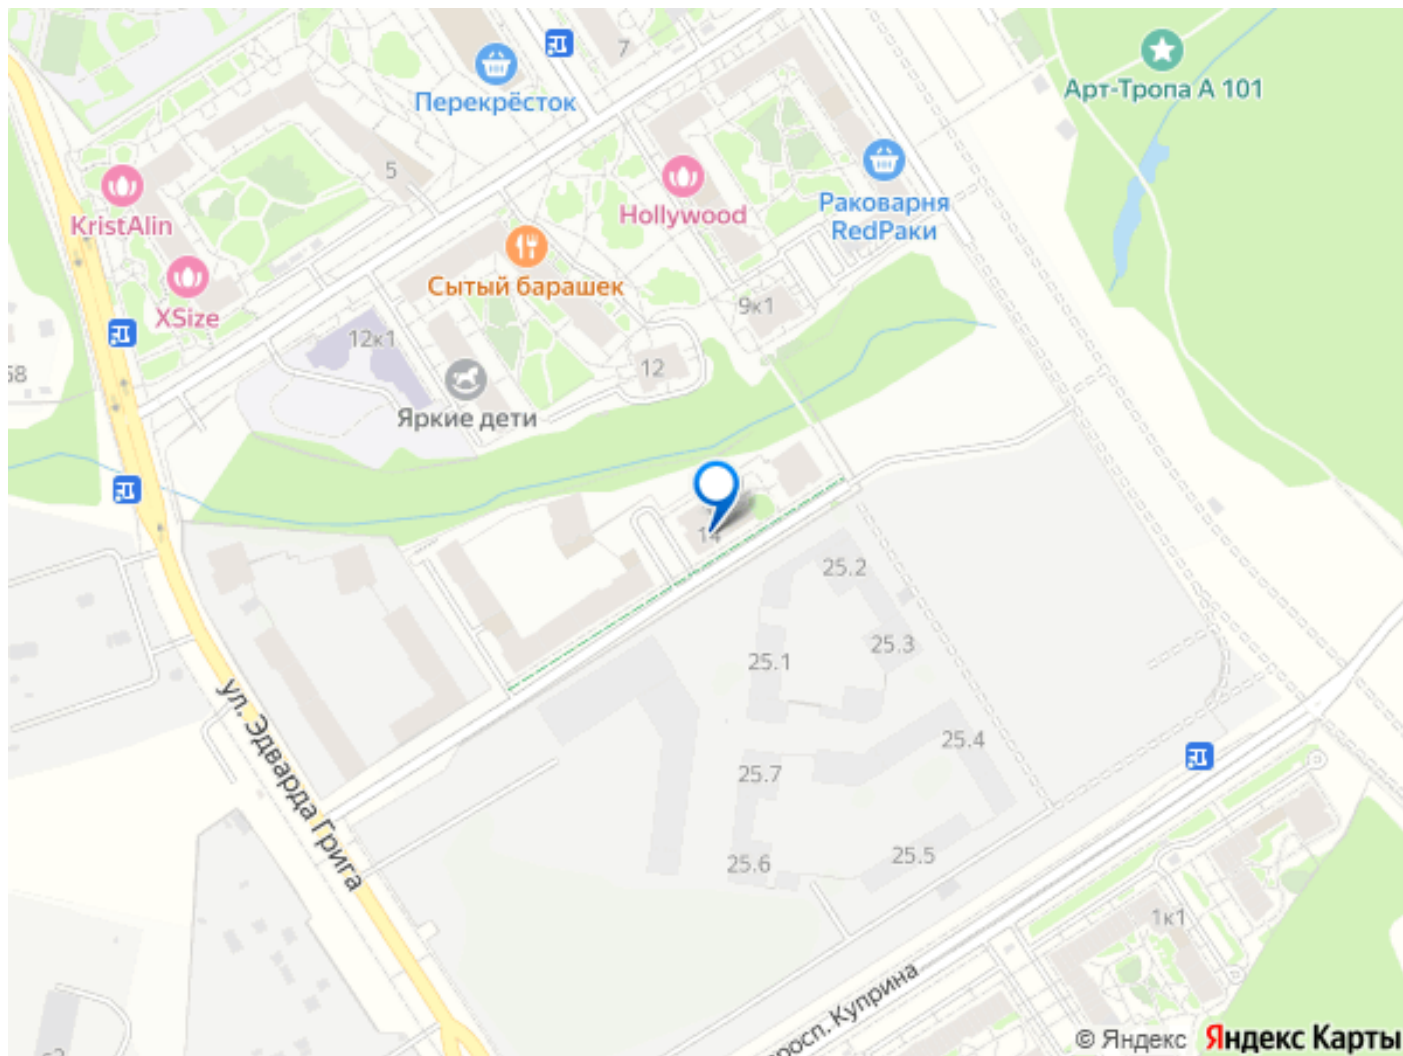 7
Перекрёсток
Арт-Тропа А 101
5
KristAlin
Hollywood
Раковарня
RedРаки
Сытый барашек
XSize
9к1
12к1
12
Яркие дети
14
25.2
25.3
25.1
25.4
25.7
25.5
25.6
ул. Эдварда Грига
1к1
росп. Куприна
© Яндекс Яндекс Карты